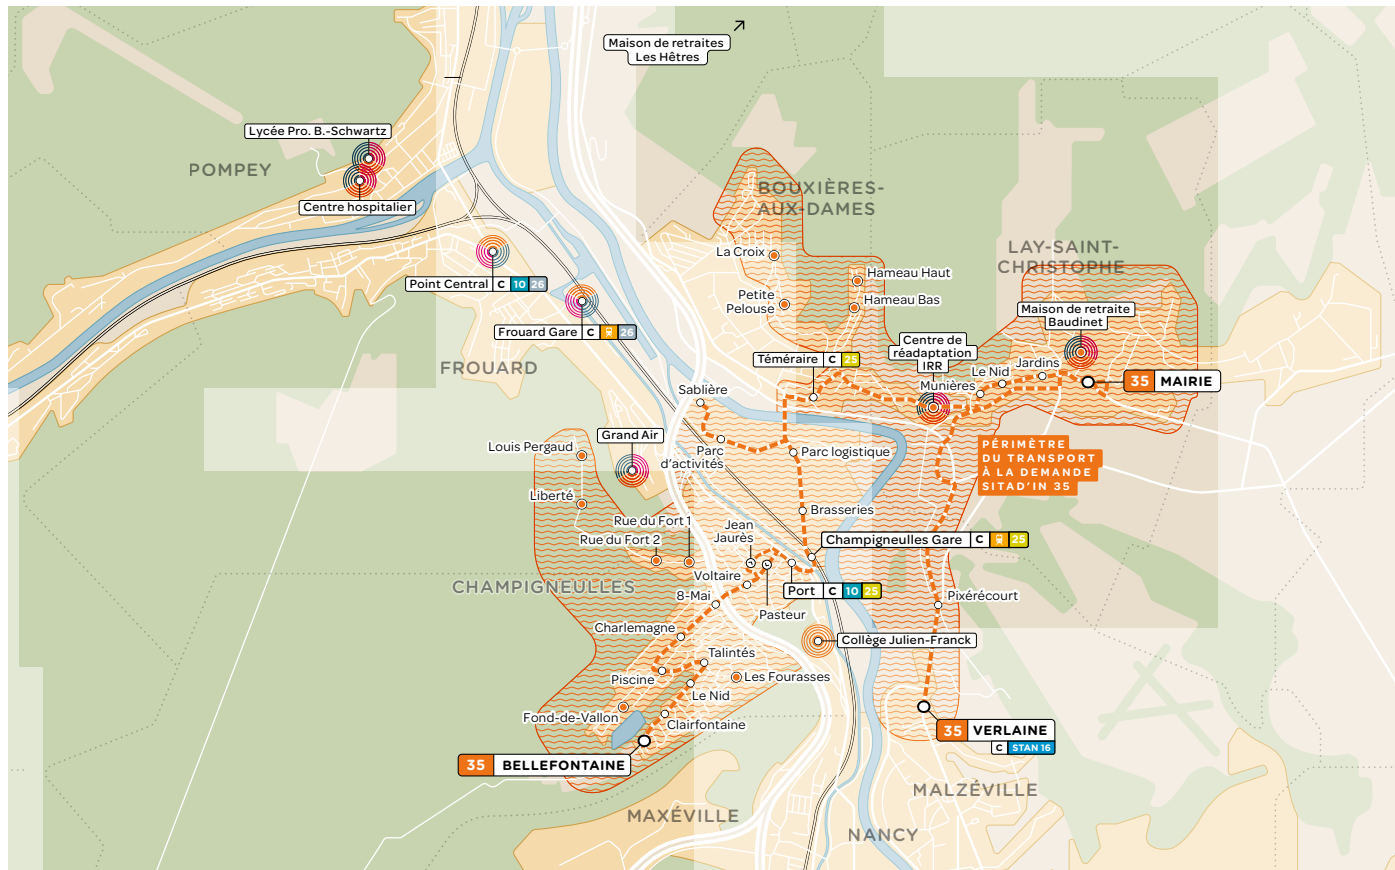 Maison de retraites
Les Hêtres
Lycée Pro. B.-Schwartz
POMPEY
Centre hospitalier
BOUXIÈRES-
AUX-DAMES
La Croix
Hameau Haut
Hameau Bas
Petite
Pelouse
LAY-SAINT-
CHRISTOPHE
Point Central C 10 26
Frouard Gare C 26
FROUARD
Maison de retraite
Baudinet
Centre de
réadaptation
IRR
Téméraire C 25
Jardins
Le Nid
Munières
35 MAIRIE
Sablière
Grand Air
Louis Pergaud
Parc
d'activités
Parc logistique
PÉRIMÈTRE
DU TRANSPORT
À LA DEMANDE
SITAD'IN 35
Liberté
Brasseries
Rue du Fort 1
Rue du Fort 2
Jean
Jaurès
Champigneulles Gare C 25
Voltaire
CHAMPIGNEULLES
Port C 10 25
8-Mai
Pasteur
Pixérécourt
Charlemagne
Collège Julien-Franck
Talintés
Piscine
Les Fourasses
Le Nid
Fond-de-Vallon
Clairfontaine
35 VERLAINE
C STAN 16
35 BELLEFONTAINE
MALZÉVILLE
MAXÉVILLE
NANCY